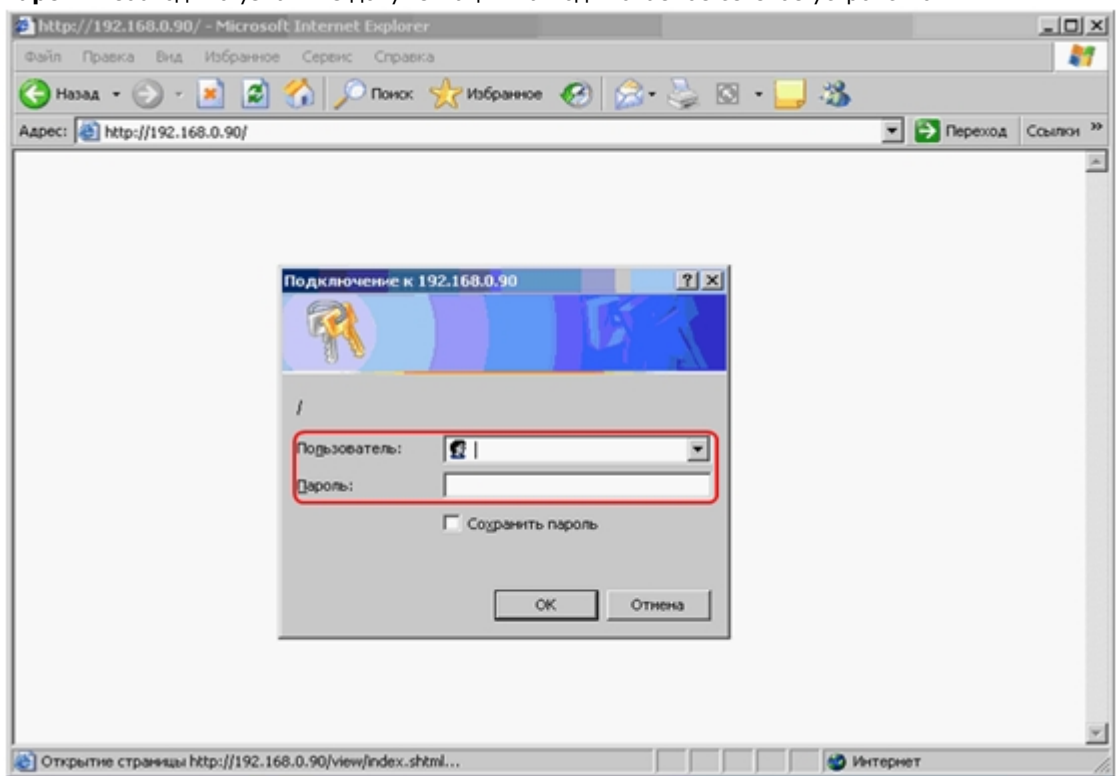 http://192.168.0.90/ - Microsoft Internet Explorer
Файл Правка Вид Избранное Сервис Справка
Назад Поиск Избранное
Адрес: http://192.168.0.90/ Переход Ссылки »
Подключение к 192.168.0.90
/
Пользователь:
Пароль:
Сохранить пароль
OK Отмена
Открытие страницы http://192.168.0.90/view/index.shtml... Интернет